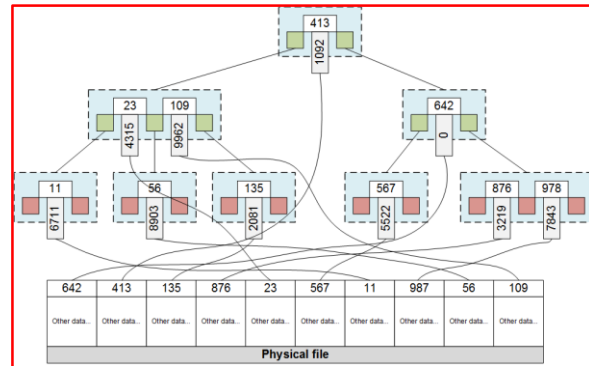 413
1092
23 109 642
4315 9962 0
11 56 135 567 876 978
6711 8903 2081 5522 3219 7843
642 413 135 876 23 567 11 987 56 109
Other data... Other data... Other data... Other data... Other data... Other data... Other data... Other data... Other data... Other data...
Physical file